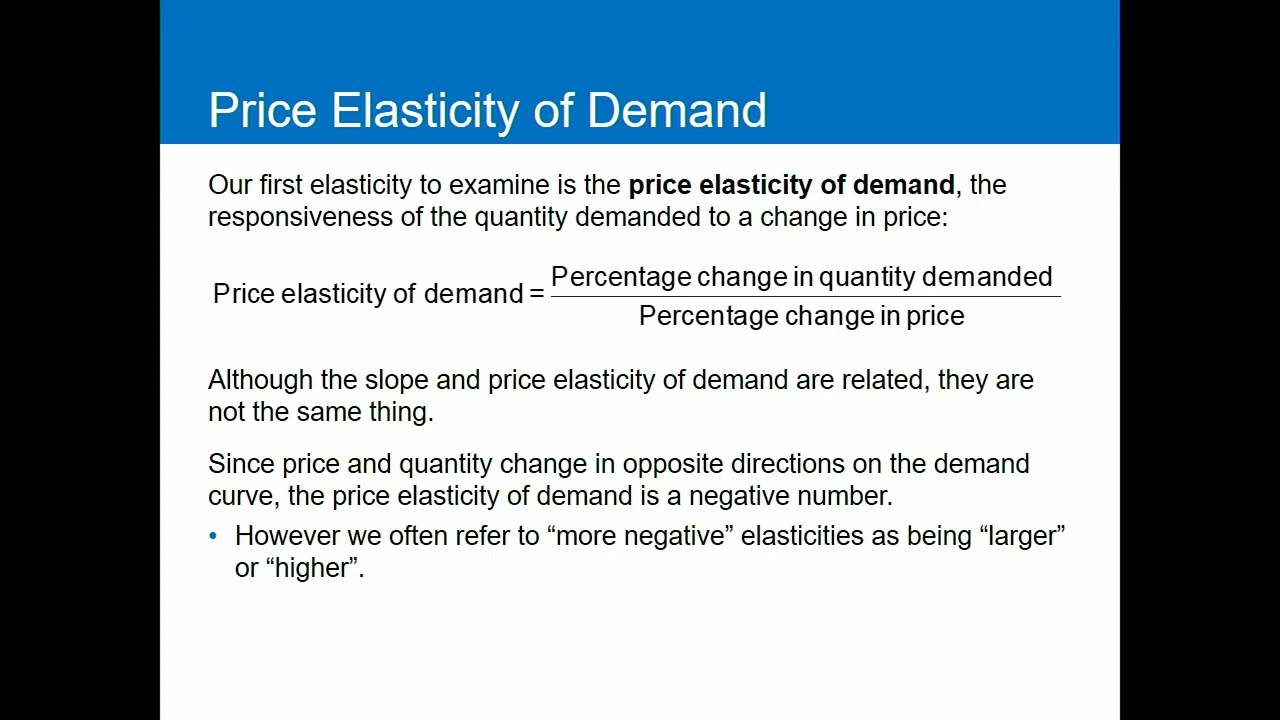 Price Elasticity of Demand
Our first elasticity to examine is the price elasticity of demand, the
responsiveness of the quantity demanded to a change in price:
Price elasticity of demand = Percentage change in quantity demanded
Percentage change in price
Although the slope and price elasticity of demand are related, they are
not the same thing.
Since price and quantity change in opposite directions on the demand
curve, the price elasticity of demand is a negative number.
• However we often refer to “more negative” elasticities as being “larger”
or “higher”.